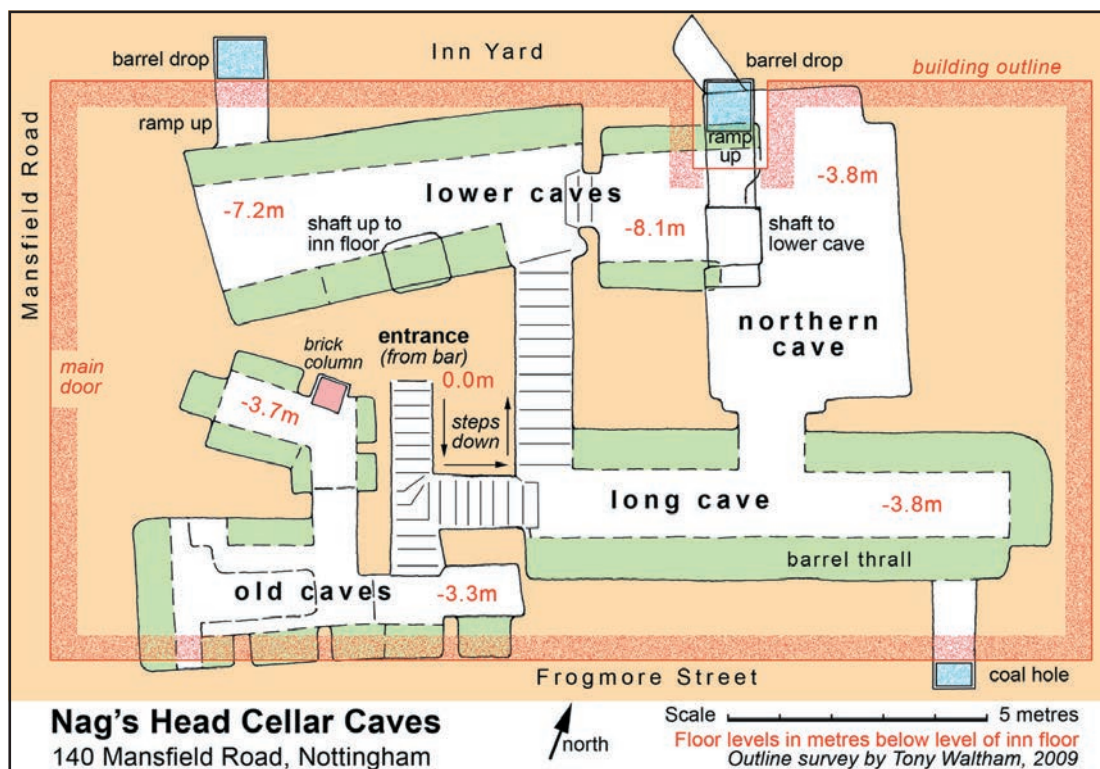 Inn Yard
barrel drop
barrel drop
building outline
ramp up
ramp
up
Mansfield Road
lower caves
-3.8m
-7.2m
shaft up to
inn floor
-8.1m
shaft to
lower cave
northern
cave
entrance
(from bar)
brick
column
0.0m
main
door
-3.7m
steps
down
long cave
-3.8m
barrel thrall
old caves
-3.3m
Frogmore Street
coal hole
Nag's Head Cellar Caves
140 Mansfield Road, Nottingham
north
Scale
5 metres
Floor levels in metres below level of inn floor
Outline survey by Tony Waltham, 2009